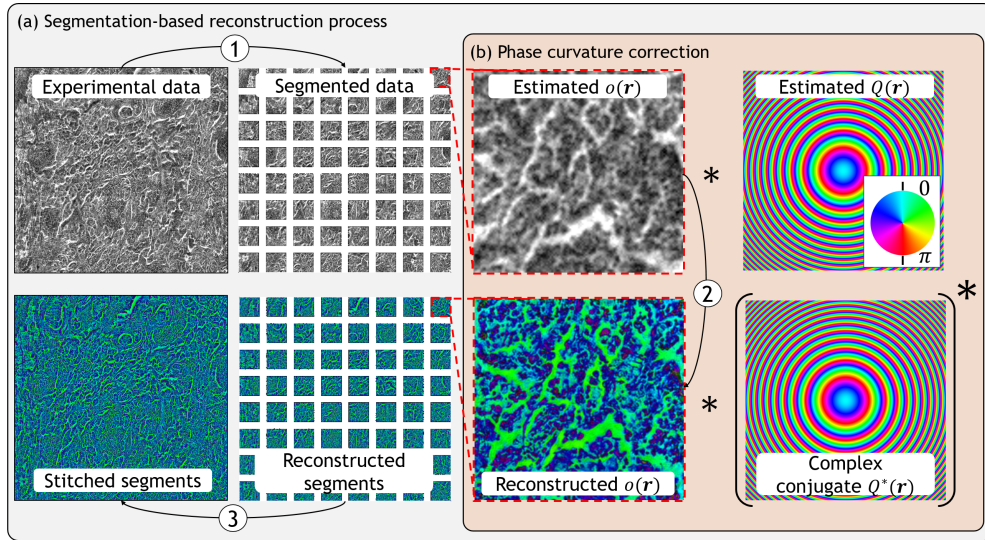 (a) Segmentation-based reconstruction process
1
Experimental data
Segmented data
(b) Phase curvature correction
Estimated o(r)
*
Estimated Q(r)
0
π
2
Stitched segments
Reconstructed
segments
3
Reconstructed o(r)
*
Complex
conjugate Q*(r)
*